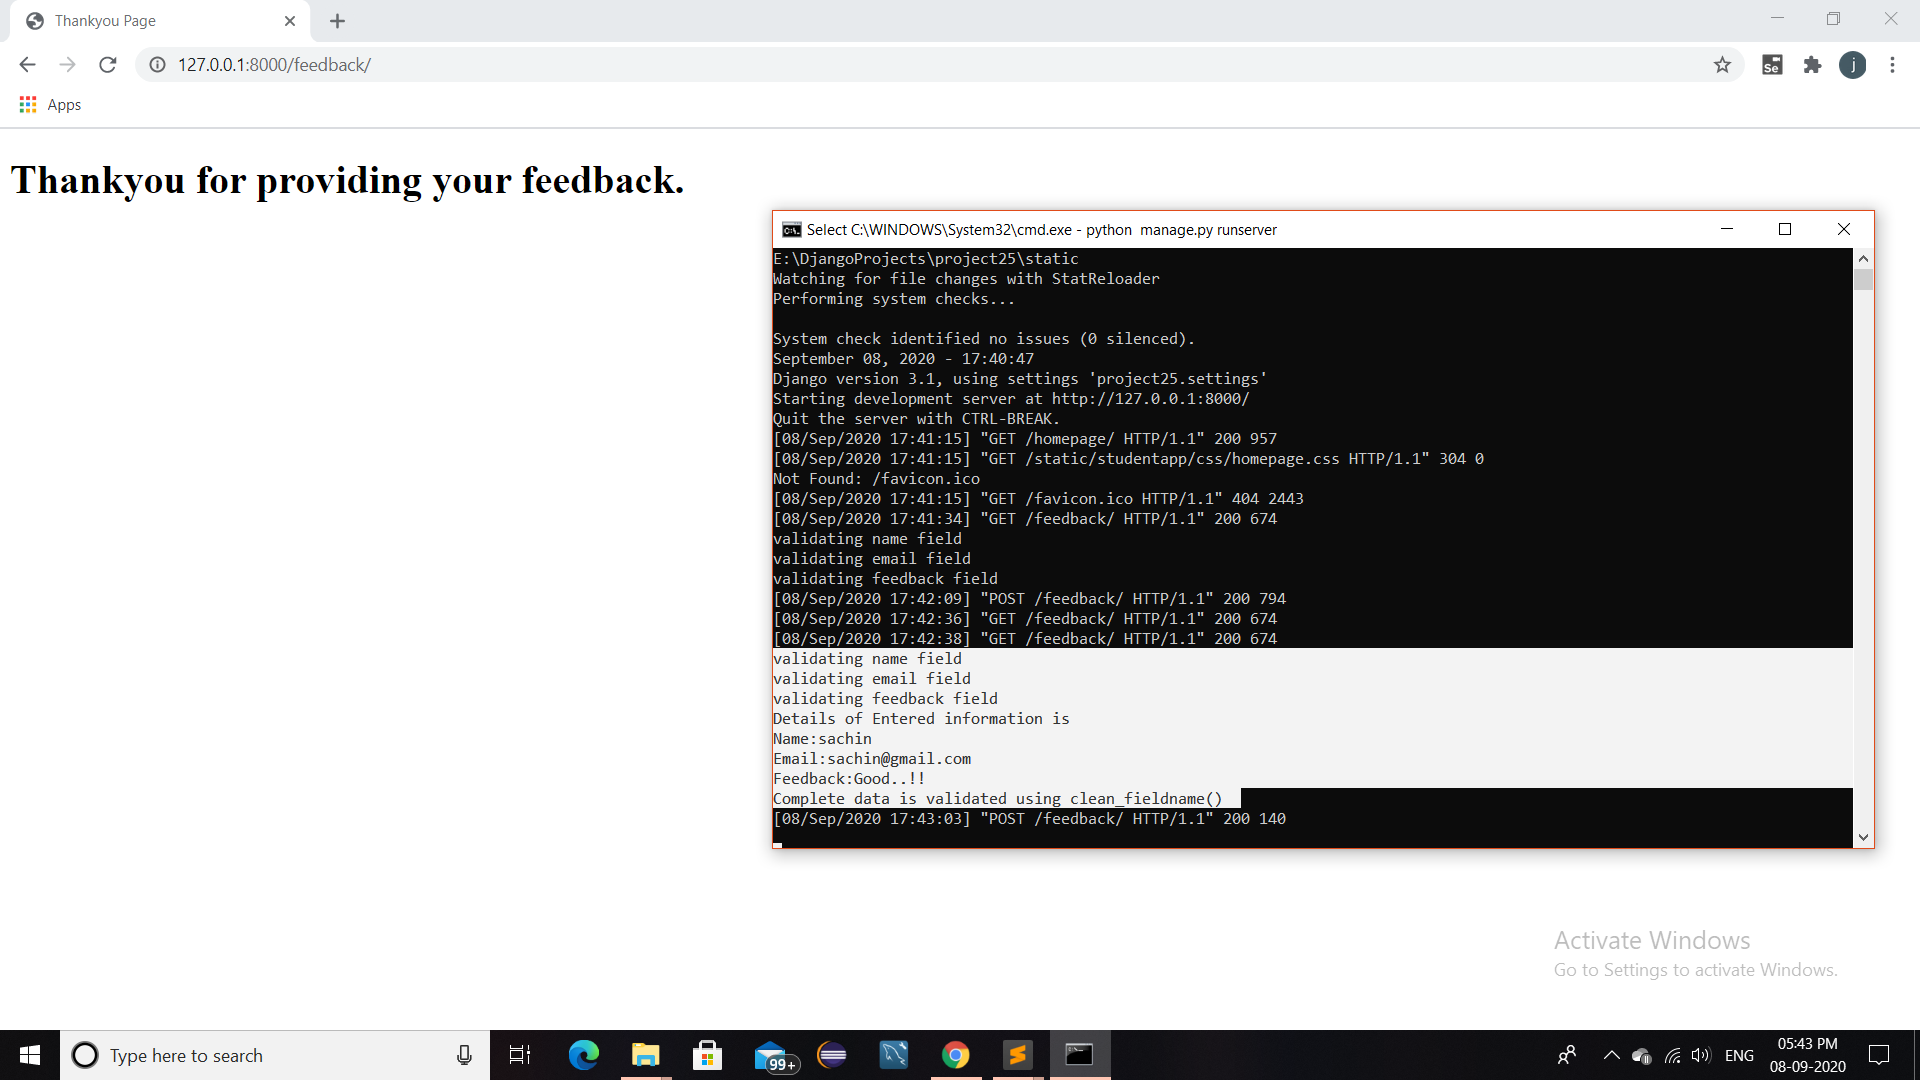 Thankyou Page
127.0.0.1:8000/feedback/
Se
j
Apps
Thankyou for providing your feedback.
Select C:\WINDOWS\System32\cmd.exe - python  manage.py runserver
E:\DjangoProjects\project25\static
Watching for file changes with StatReloader
Performing system checks...
System check identified no issues (0 silenced).
September 08, 2020 - 17:40:47
Django version 3.1, using settings 'project25.settings'
Starting development server at http://127.0.0.1:8000/
Quit the server with CTRL-BREAK.
[08/Sep/2020 17:41:15] "GET /homepage/ HTTP/1.1" 200 957
[08/Sep/2020 17:41:15] "GET /static/studentapp/css/homepage.css HTTP/1.1" 304 0
Not Found: /favicon.ico
[08/Sep/2020 17:41:15] "GET /favicon.ico HTTP/1.1" 404 2443
[08/Sep/2020 17:41:34] "GET /feedback/ HTTP/1.1" 200 674
validating name field
validating email field
validating feedback field
[08/Sep/2020 17:42:09] "POST /feedback/ HTTP/1.1" 200 794
[08/Sep/2020 17:42:36] "GET /feedback/ HTTP/1.1" 200 674
[08/Sep/2020 17:42:38] "GET /feedback/ HTTP/1.1" 200 674
validating name field
validating email field
validating feedback field
Details of Entered information is
Name:sachin
Email:sachin@gmail.com
Feedback:Good..!!
Complete data is validated using clean_fieldname()
[08/Sep/2020 17:43:03] "POST /feedback/ HTTP/1.1" 200 140
Activate Windows
Go to Settings to activate Windows.
Type here to search
99+
ENG
05:43 PM
08-09-2020